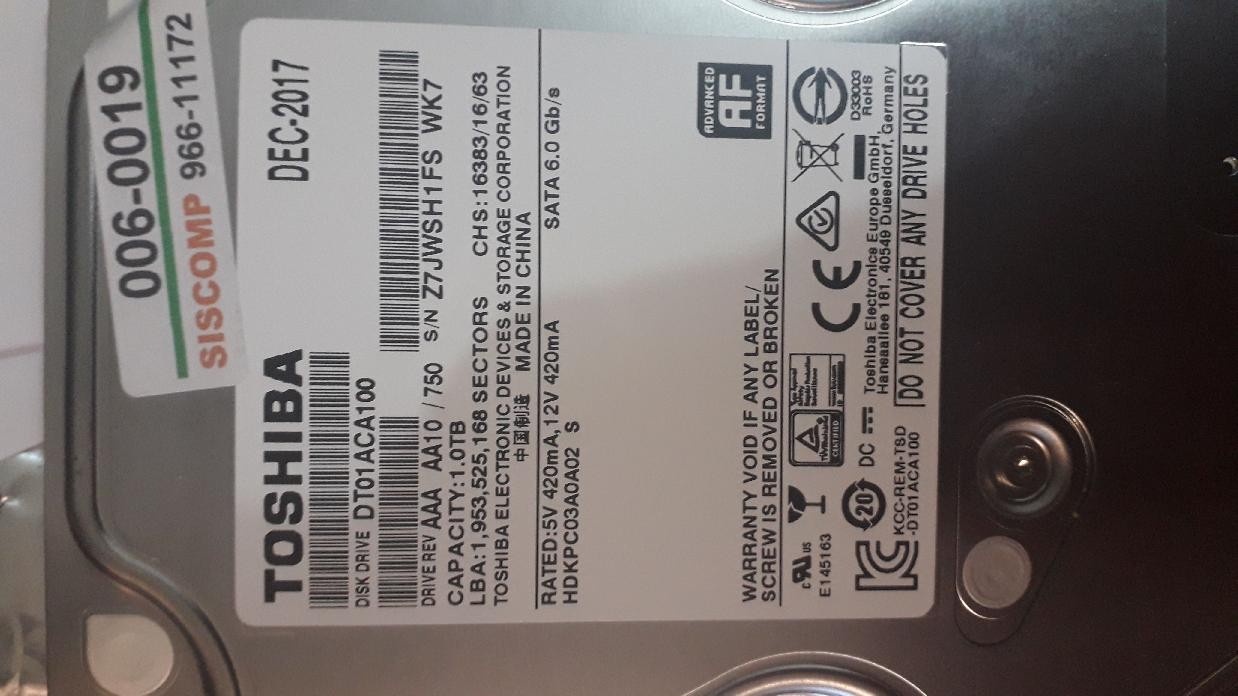 006-0019
SISCOMP 966-11172
TOSHIBA
DEC-2017
DISK DRIVE DT01ACA100
DRIVE REV AAA AA10 / 750 S/N Z7JWSH1FS WK7
CAPACITY:1.0TB
LBA:1,953,525,168 SECTORS CHS:16383/16/63
TOSHIBA ELECTRONIC DEVICES & STORAGE CORPORATION
中国制造 MADE IN CHINA
RATED:5V 420mA,12V 420mA SATA 6.0 Gb/s
HDKPC03A0A02 S
ADVANCED
AF
FORMAT
WARRANTY VOID IF ANY LABEL/
SCREW IS REMOVED OR BROKEN
c US
E145163
20
DC
CE
D33003
RoHS
KCC-REM-TSD
-DT01ACA100
Toshiba Electronics Europe GmbH,
Hansaallee 181, 40549 Duesseldorf, Germany
DO NOT COVER ANY DRIVE HOLES